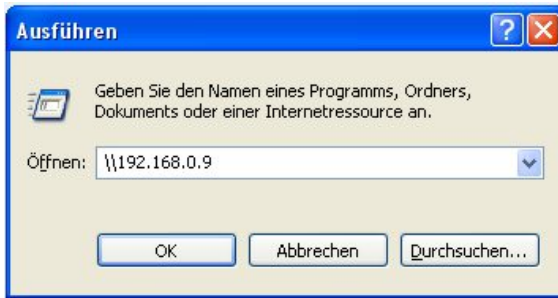 Ausführen
Geben Sie den Namen eines Programms, Ordners,
Dokuments oder einer Internetressource an.
Öffnen: \\192.168.0.9
OK Abbrechen Durchsuchen...